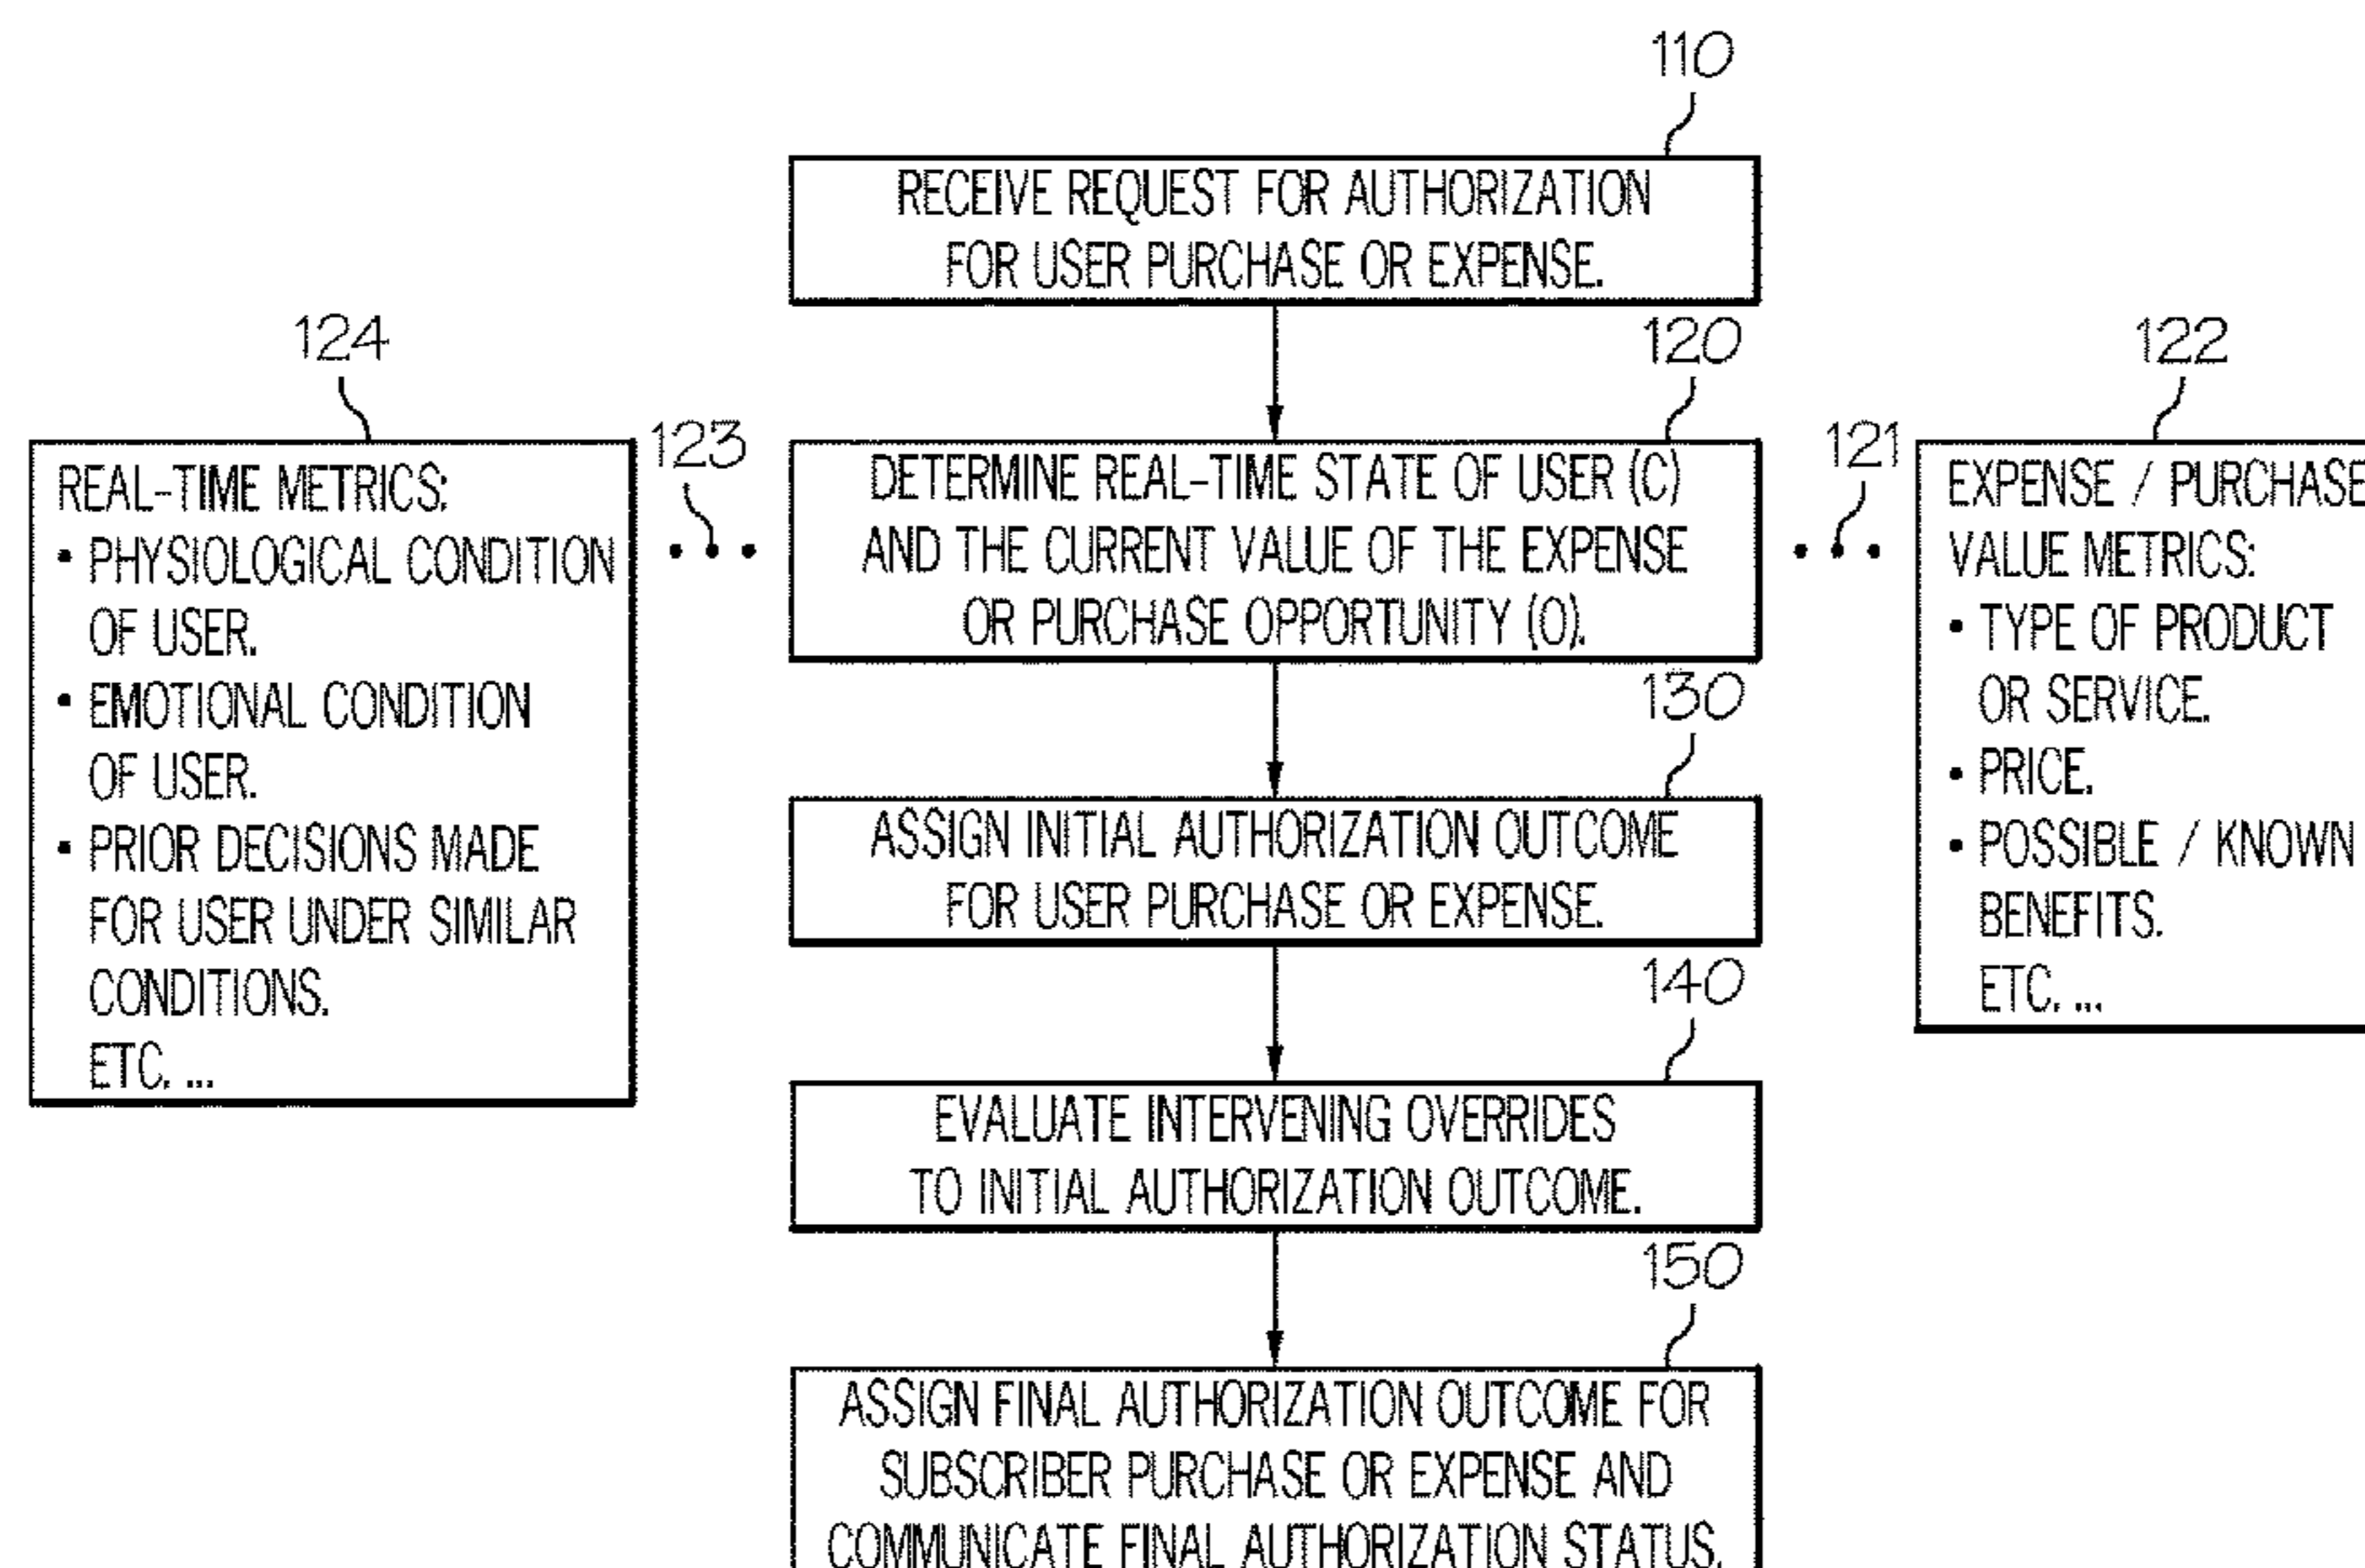 110
RECEIVE REQUEST FOR AUTHORIZATION
FOR USER PURCHASE OR EXPENSE.
120
DETERMINE REAL-TIME STATE OF USER (C)
AND THE CURRENT VALUE OF THE EXPENSE
OR PURCHASE OPPORTUNITY (O).
124
REAL-TIME METRICS:
• PHYSIOLOGICAL CONDITION
OF USER.
• EMOTIONAL CONDITION
OF USER.
• PRIOR DECISIONS MADE
FOR USER UNDER SIMILAR
CONDITIONS.
ETC. ...
123
121
122
EXPENSE / PURCHASE
VALUE METRICS:
• TYPE OF PRODUCT
OR SERVICE.
• PRICE.
• POSSIBLE / KNOWN
BENEFITS.
ETC. ...
130
ASSIGN INITIAL AUTHORIZATION OUTCOME
FOR USER PURCHASE OR EXPENSE.
140
EVALUATE INTERVENING OVERRIDES
TO INITIAL AUTHORIZATION OUTCOME.
150
ASSIGN FINAL AUTHORIZATION OUTCOME FOR
SUBSCRIBER PURCHASE OR EXPENSE AND
COMMUNICATE FINAL AUTHORIZATION STATUS.